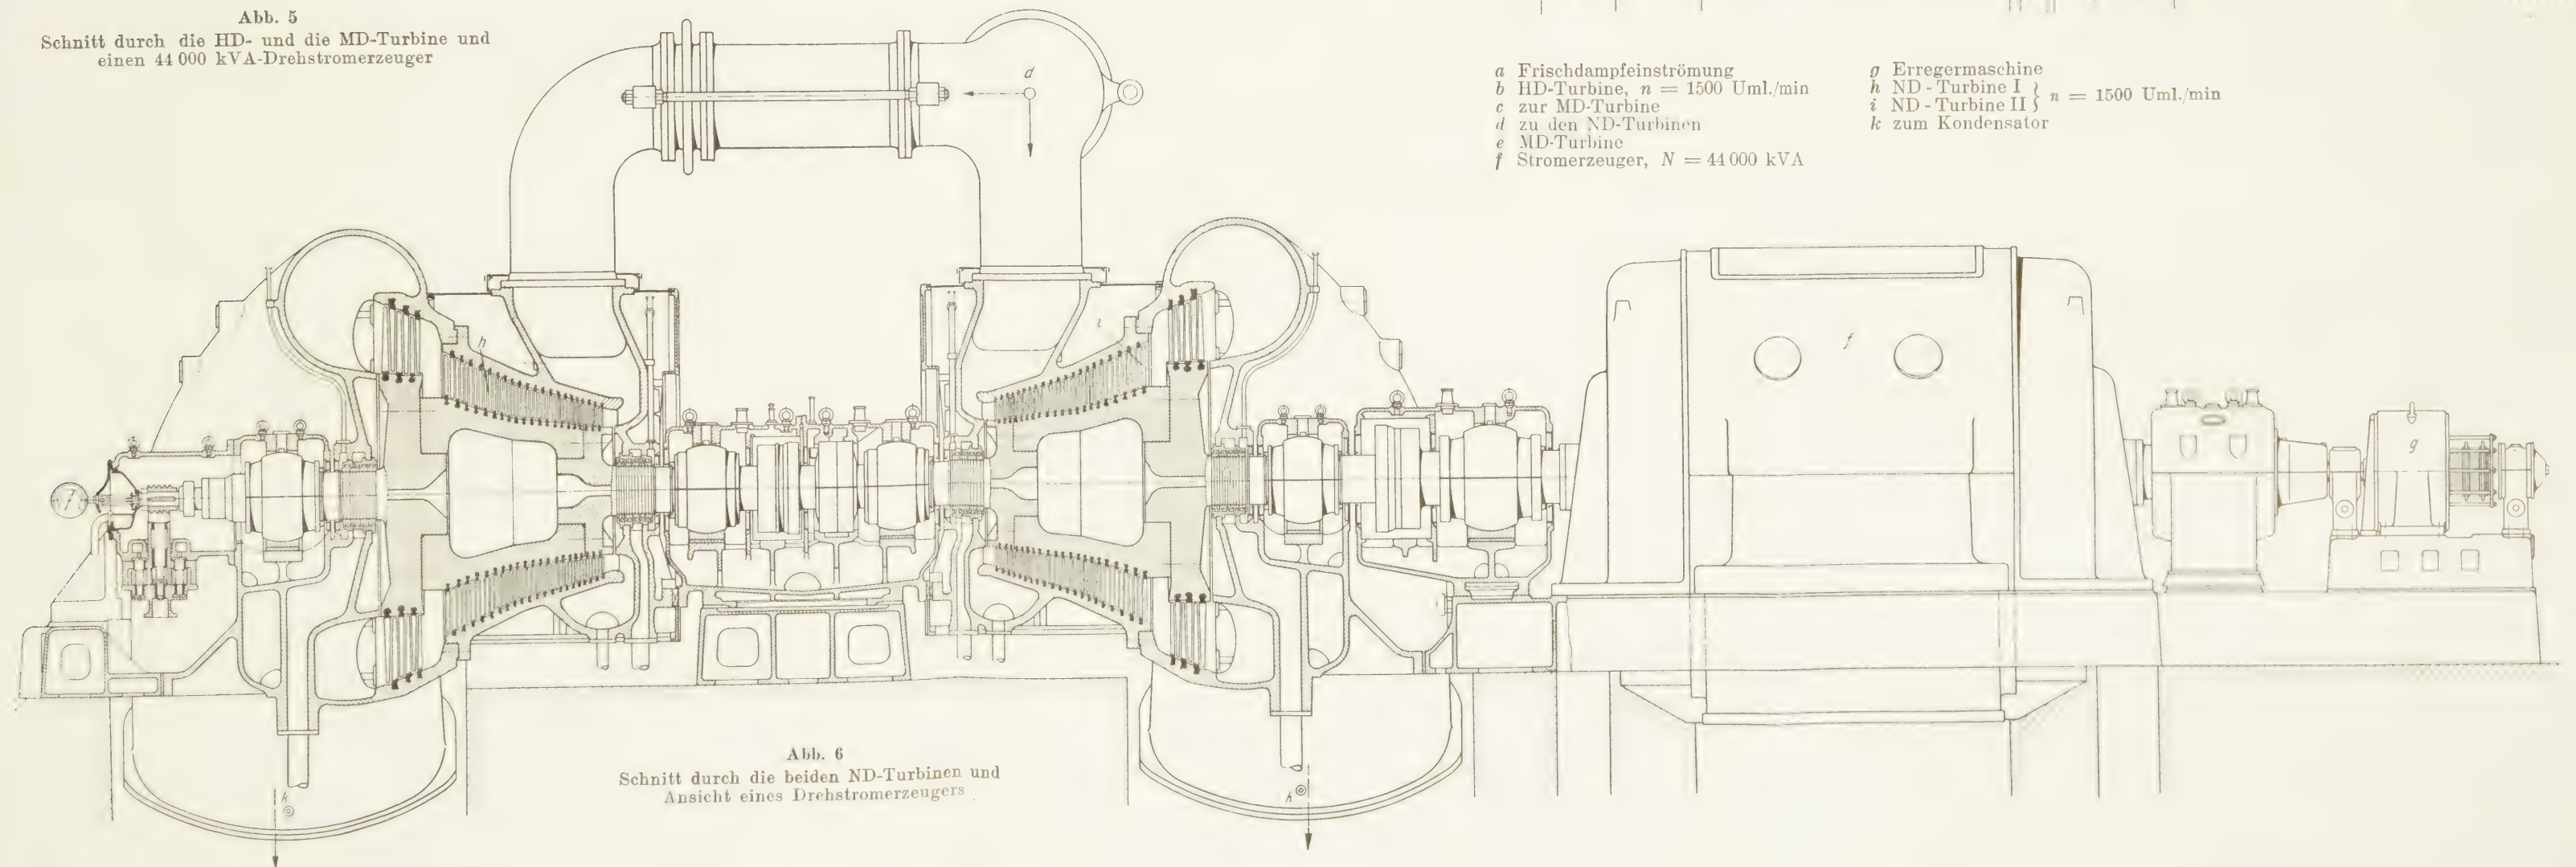 Abb. 5
Schnitt durch die HD- und die MD-Turbine und
einen 44 000 kVA-Drehstromerzeuger
a Frischdampfeinströmung
b HD-Turbine, n = 1500 Uml./min
c zur MD-Turbine
d zu den ND-Turbinen
e MD-Turbine
f Stromerzeuger, N = 44 000 kVA
g Erregermaschine
h ND - Turbine I
i ND - Turbine II } n = 1500 Uml./min
k zum Kondensator
d
h
i
f
g
k
k
Abb. 6
Schnitt durch die beiden ND-Turbinen und
Ansicht eines Drehstromerzeugers